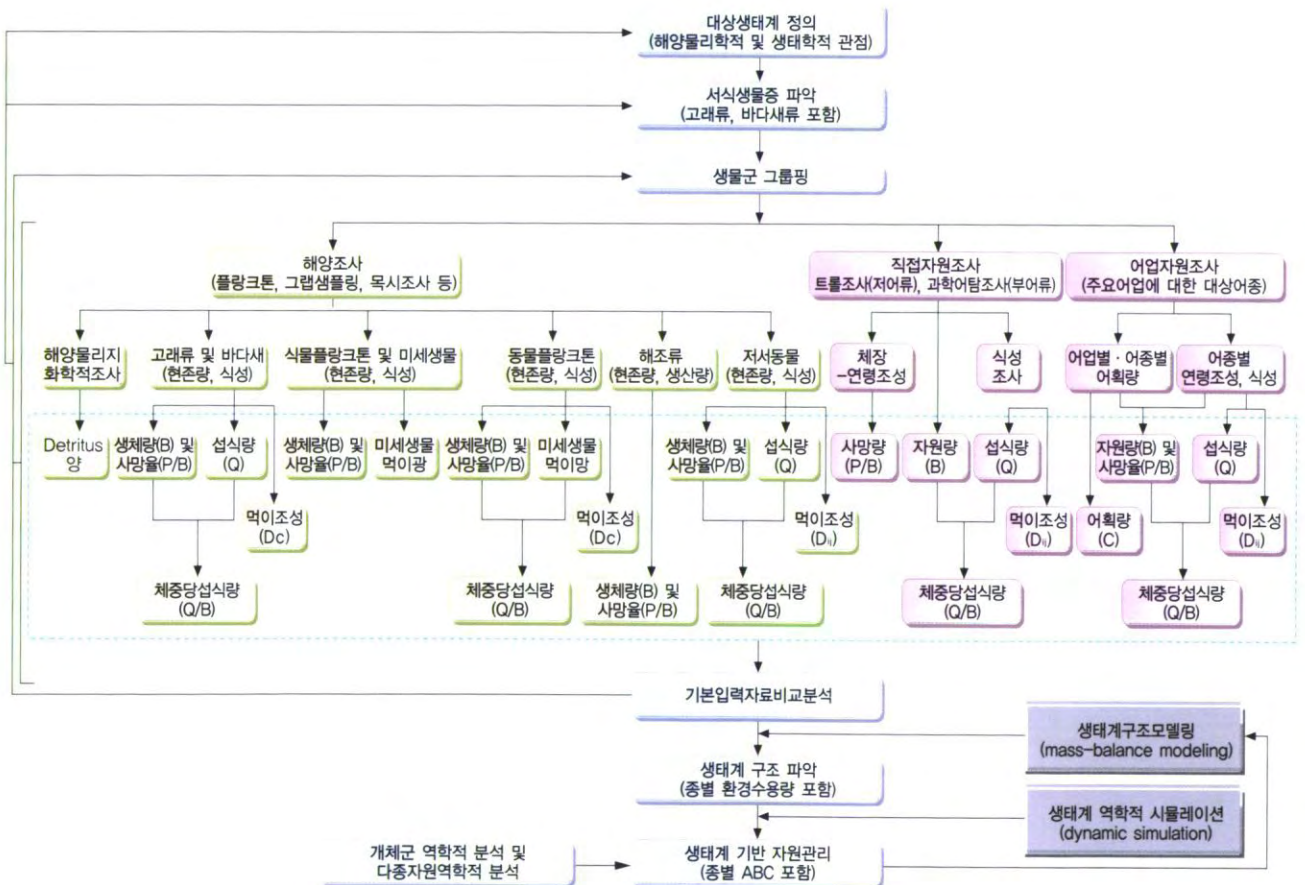 대상생태계 정의
(해양물리학적 및 생태학적 관점)
서식생물종 파악
(고래류, 바다새류 포함)
생물군 그룹핑
해양조사
(플랑크톤, 그랩샘플링, 목시조사 등)
직접자원조사
트롤조사(저어류), 과학어탐조사(부어류)
어업자원조사
(주요어업에 대한 대상어종)
해양물리지
화학적조사
고래류 및 바다새
(현존량, 식성)
식물플랑크톤 및 미세생물
(현존량, 식성)
동물플랑크톤
(현존량, 식성)
해조류
(현존량, 생산량)
저서동물
(현존량, 식성)
체장
-연령조성
식성
조사
어업별·어종별
어획량
어종별
연령조성, 식성
Detritus
양
생체량(B) 및
사망율(P/B)
섭식량
(Q)
생체량(B) 및
사망율(P/B)
미세생물
먹이광
생체량(B) 및
사망율(P/B)
미세생물
먹이망
생체량(B) 및
사망율(P/B)
섭식량
(Q)
사망량
(P/B)
자원량
(B)
섭식량
(Q)
자원량(B) 및
사망율(P/B)
섭식량
(Q)
먹이조성
(Dc)
먹이조성
(Dc)
먹이조성
(Dij)
먹이조성
(Dij)
어획량
(C)
먹이조성
(Dij)
체중당섭식량
(Q/B)
체중당섭식량
(Q/B)
생체량(B) 및
사망율(P/B)
체중당섭식량
(Q/B)
체중당섭식량
(Q/B)
체중당섭식량
(Q/B)
기본입력자료비교분석
생태계구조모델링
(mass-balance modeling)
생태계 구조 파악
(종별 환경수용량 포함)
생태계 역학적 시뮬레이션
(dynamic simulation)
개체군 역학적 분석 및
다종자원역학적 분석
생태계 기반 자원관리
(종별 ABC 포함)